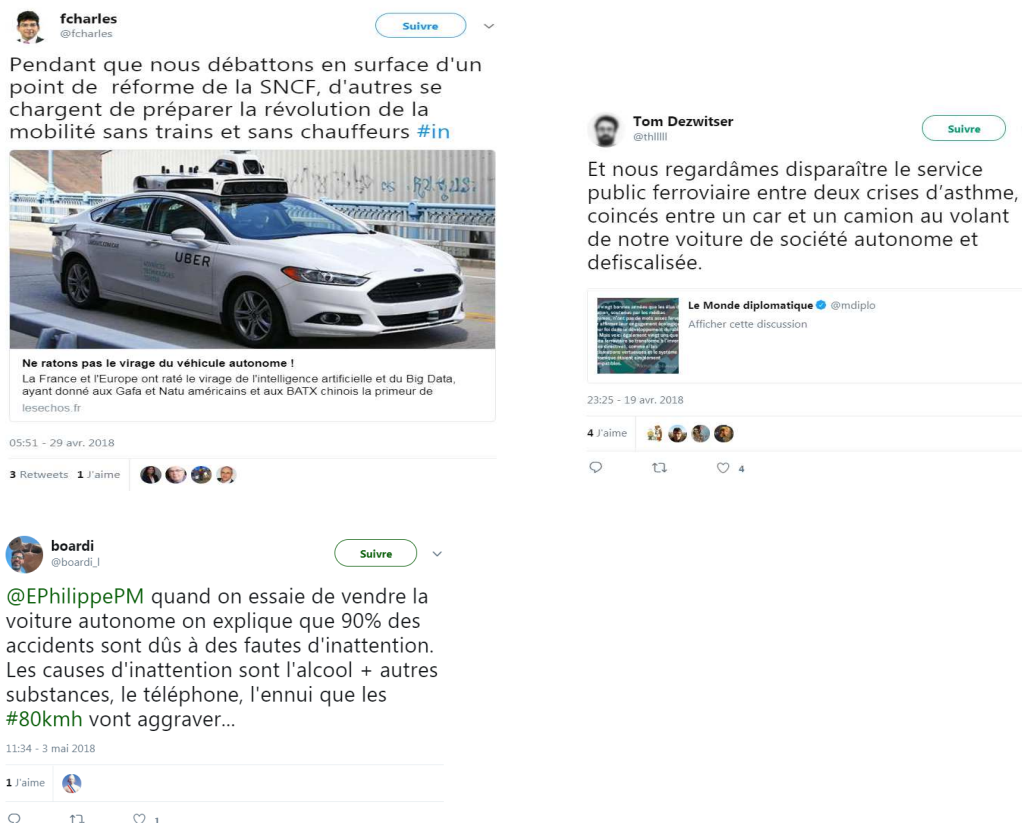 fcharles
@fcharles
Suivre
Pendant que nous débattons en surface d'un
point de réforme de la SNCF, d'autres se
chargent de préparer la révolution de la
mobilité sans trains et sans chauffeurs #in
UBER
Ne ratons pas le virage du véhicule autonome !
La France et l'Europe ont raté le virage de l'intelligence artificielle et du Big Data,
ayant donné aux Gafa et Natu américains et aux BATX chinois la primeur de
lesechos.fr
05:51 - 29 avr. 2018
3 Retweets 1 J'aime
Tom Dezwitser
@thlllll
Suivre
Et nous regardâmes disparaître le service
public ferroviaire entre deux crises d’asthme,
coincés entre un car et un camion au volant
de notre voiture de société autonome et
defiscalisée.
Le Monde diplomatique @mdiplo
Afficher cette discussion
23:25 - 19 avr. 2018
4 J'aime
4
boardi
@boardi_l
Suivre
@EPhilippePM quand on essaie de vendre la
voiture autonome on explique que 90% des
accidents sont dûs à des fautes d'inattention.
Les causes d'inattention sont l'alcool + autres
substances, le téléphone, l'ennui que les
#80kmh vont aggraver...
11:34 - 3 mai 2018
1 J'aime
1